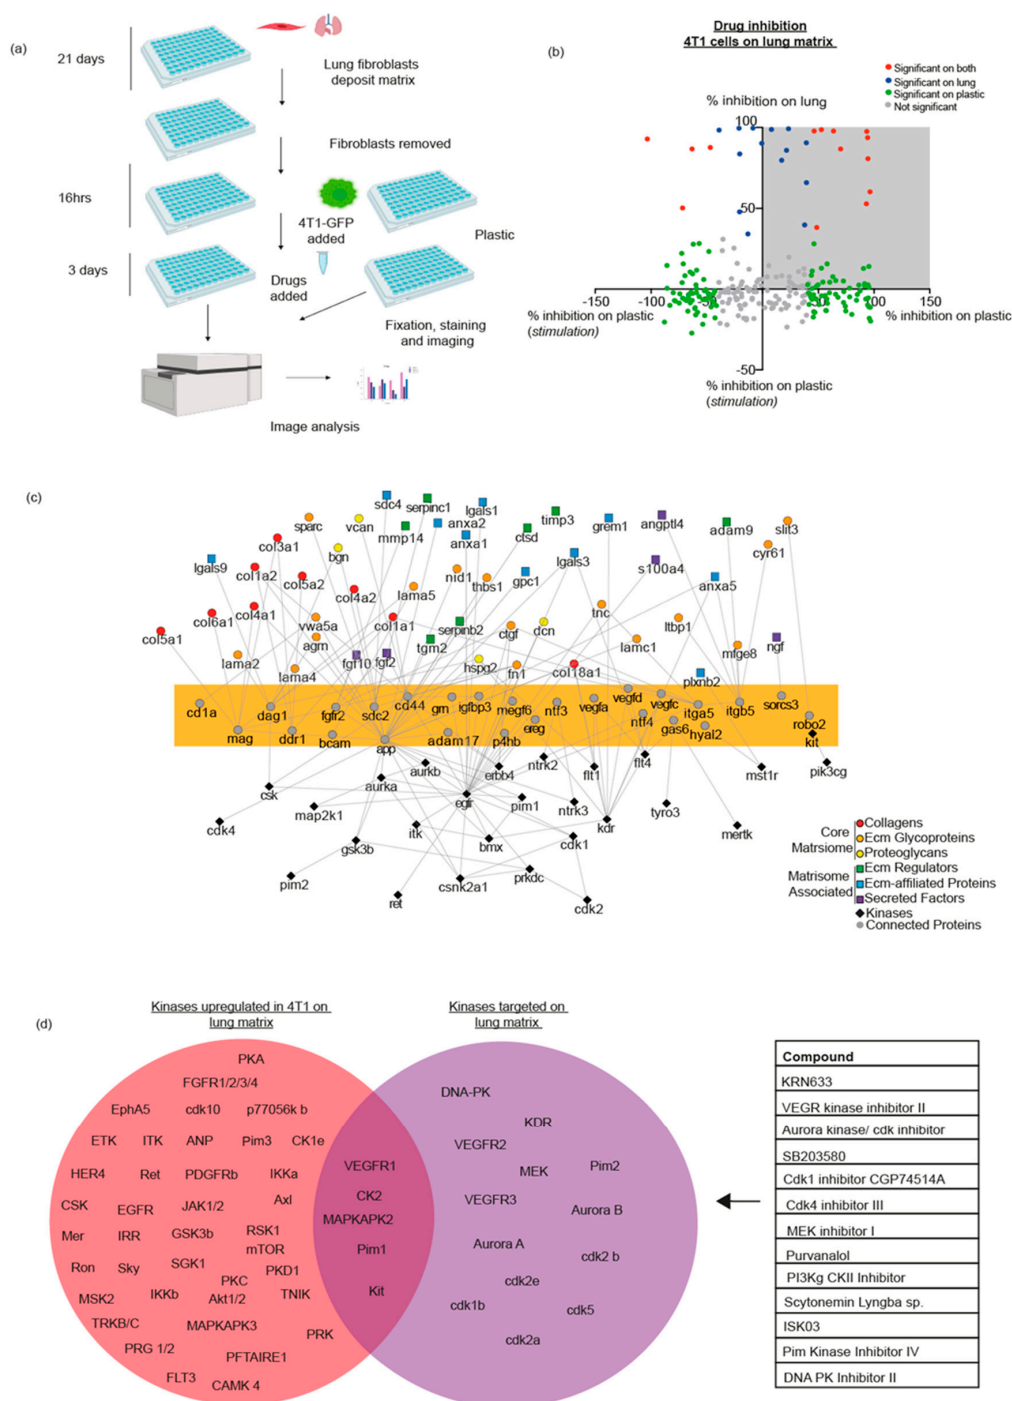 (a)
21 days
Lung fibroblasts
deposit matrix
Fibroblasts removed
16hrs
4T1-GFP
added
Plastic
3 days
Drugs
added
Fixation, staining
and imaging
Image analysis
(b)
Drug inhibition
4T1 cells on lung matrix
Significant on both
Significant on lung
Significant on plastic
Not significant
% inhibition on lung
100
50
-150
-100
100
150
% inhibition on plastic
(stimulation)
% inhibition on plastic
-50
% inhibition on plastic
(stimulation)
(c)
sdc4
serpinc1
lgals1
sparc
vcan
mmp14
anxa2
anxa1
ctsd
timp3
grem1
angptl4
adam9
slit3
col3a1
bgn
cyr61
lgals9
col1a2
col5a2
col4a2
lama5
nid1
thbs1
gpc1
lgals3
s100a4
anxa5
col5a1
col6a1
col4a1
vwa5a
agrn
col1a1
serpinb2
tgm2
ctgf
dcn
tnc
ltbp1
lamc1
mfge8
ngf
lama2
lama4
fgf10
fgf2
hspg2
fn1
col18a1
plxnb2
cd1a
dag1
fgfr2
sdc2
cd44
grn
igfbp3
megf6
ntf3
vegfa
vegfd
vegfc
itga5
itgb5
sorcs3
robo2
mag
ddr1
bcam
app
adam17
p4hb
ereg
ntf4
gas6
hyal2
kit
csk
aurka
aurkb
erbb4
ntrk2
flt1
flt4
mst1r
pik3cg
cdk4
map2k1
egfr
pim1
ntrk3
kdr
tyro3
mertk
gsk3b
itk
bmx
cdk1
pim2
ret
csnk2a1
prkdc
cdk2
Core
Matrsiome
Collagens
Ecm Glycoproteins
Proteoglycans
Matrisome
Associated
Ecm Regulators
Ecm-affiliated Proteins
Secreted Factors
Kinases
Connected Proteins
(d)
Kinases upregulated in 4T1 on
lung matrix
PKA
FGFR1/2/3/4
EphA5 cdk10 p77056k b
ETK ITK ANP Pim3 CK1e
HER4 Ret PDGFRb IKKa
CSK EGFR JAK1/2 Axl
Mer IRR GSK3b RSK1
mTOR
Ron Sky SGK1 PKC PKD1
MSK2 IKKb Akt1/2 TNIK
TRKB/C MAPKAPK3 PRK
PRG 1/2 PFTAIRE1
FLT3 CAMK 4
VEGFR1
CK2
MAPKAPK2
Pim1
Kit
Kinases targeted on
lung matrix
DNA-PK
KDR
VEGFR2
MEK Pim2
VEGFR3 Aurora B
Aurora A cdk2 b
cdk2e
cdk1b cdk5
cdk2a
Compound
KRN633
VEGR kinase inhibitor II
Aurora kinase/ cdk inhibitor
SB203580
Cdk1 inhibitor CGP74514A
Cdk4 inhibitor III
MEK inhibitor I
Purvanalol
PI3Kg CKII Inhibitor
Scytonemin Lyngba sp.
ISK03
Pim Kinase Inhibitor IV
DNA PK Inhibitor II